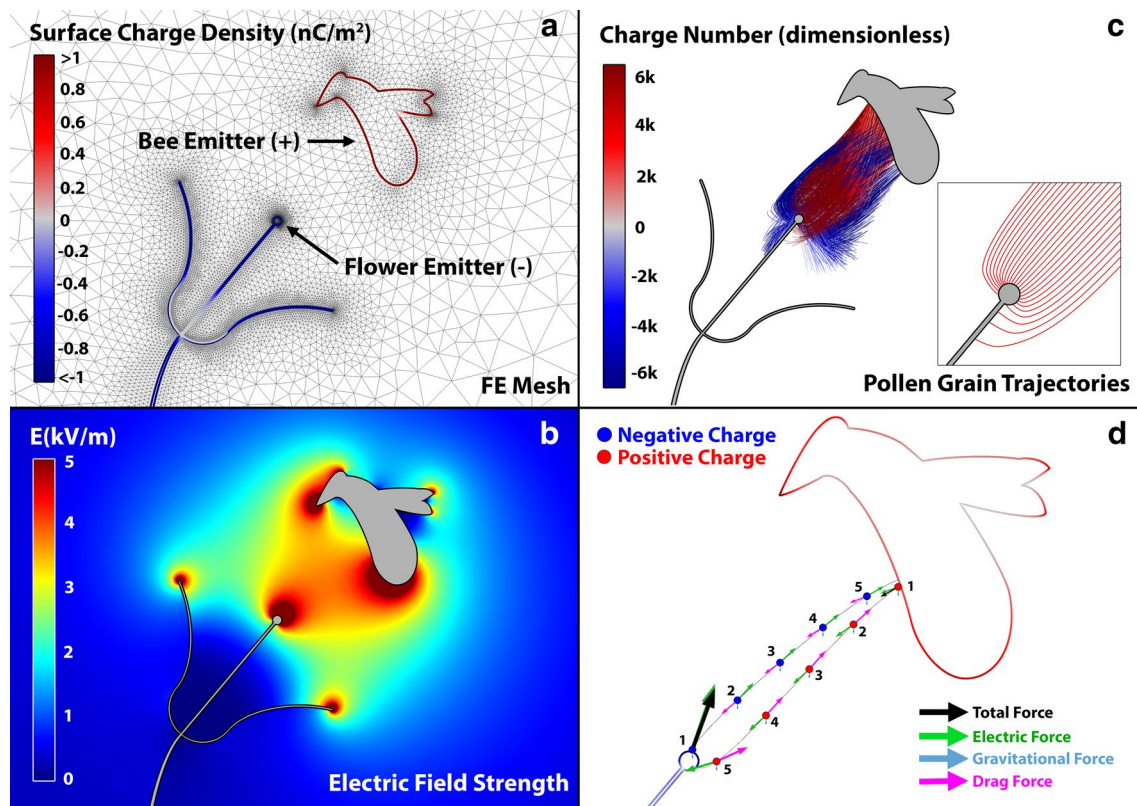 a
Surface Charge Density (nC/m²)
>1
0.8
0.6
0.4
0.2
0
-0.2
-0.4
-0.6
-0.8
<-1
Bee Emitter (+)
Flower Emitter (-)
FE Mesh
c
Charge Number (dimensionless)
6k
4k
2k
0
-2k
-4k
-6k
Pollen Grain Trajectories
b
E(kV/m)
5
4
3
2
1
0
Electric Field Strength
d
Negative Charge
Positive Charge
1
2
3
4
5
1
2
3
4
5
Total Force
Electric Force
Gravitational Force
Drag Force